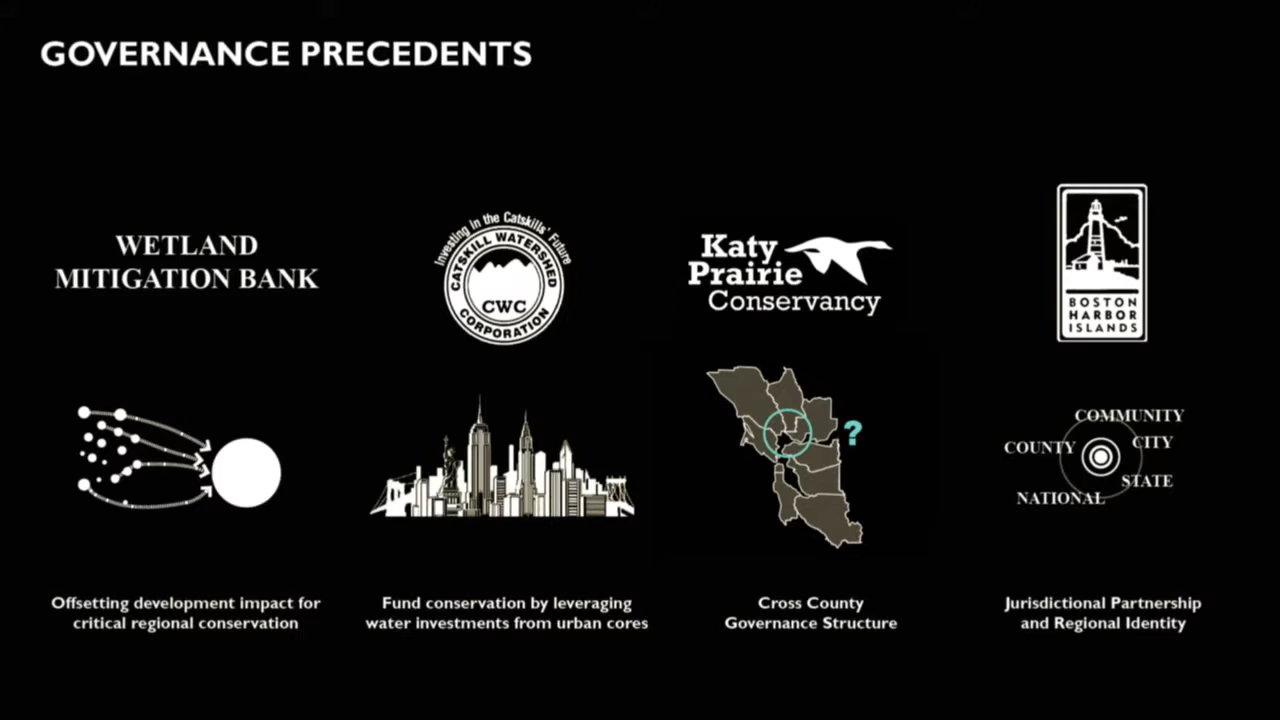 GOVERNANCE PRECEDENTS
WETLAND
MITIGATION BANK
Investing in the Catskills' Future
CATSKILL WATERSHED
CWC
CORPORATION
Katy
Prairie
Conservancy
BOSTON
HARBOR
ISLANDS
?
COMMUNITY
COUNTY
CITY
STATE
NATIONAL
Offsetting development impact for
critical regional conservation
Fund conservation by leveraging
water investments from urban cores
Cross County
Governance Structure
Jurisdictional Partnership
and Regional Identity